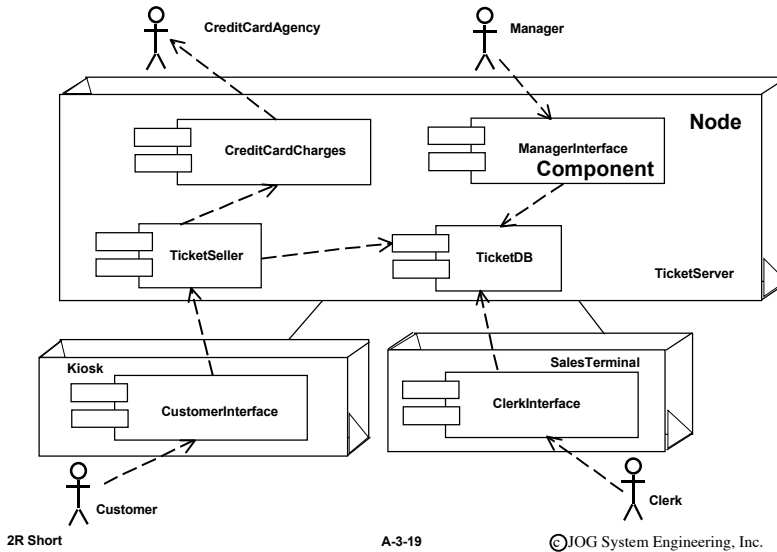 CreditCardAgency
Manager
Node
CreditCardCharges
ManagerInterface
Component
TicketSeller
TicketDB
TicketServer
Kiosk
SalesTerminal
CustomerInterface
ClerkInterface
Customer
Clerk
2R Short
A-3-19
©JOG System Engineering, Inc.